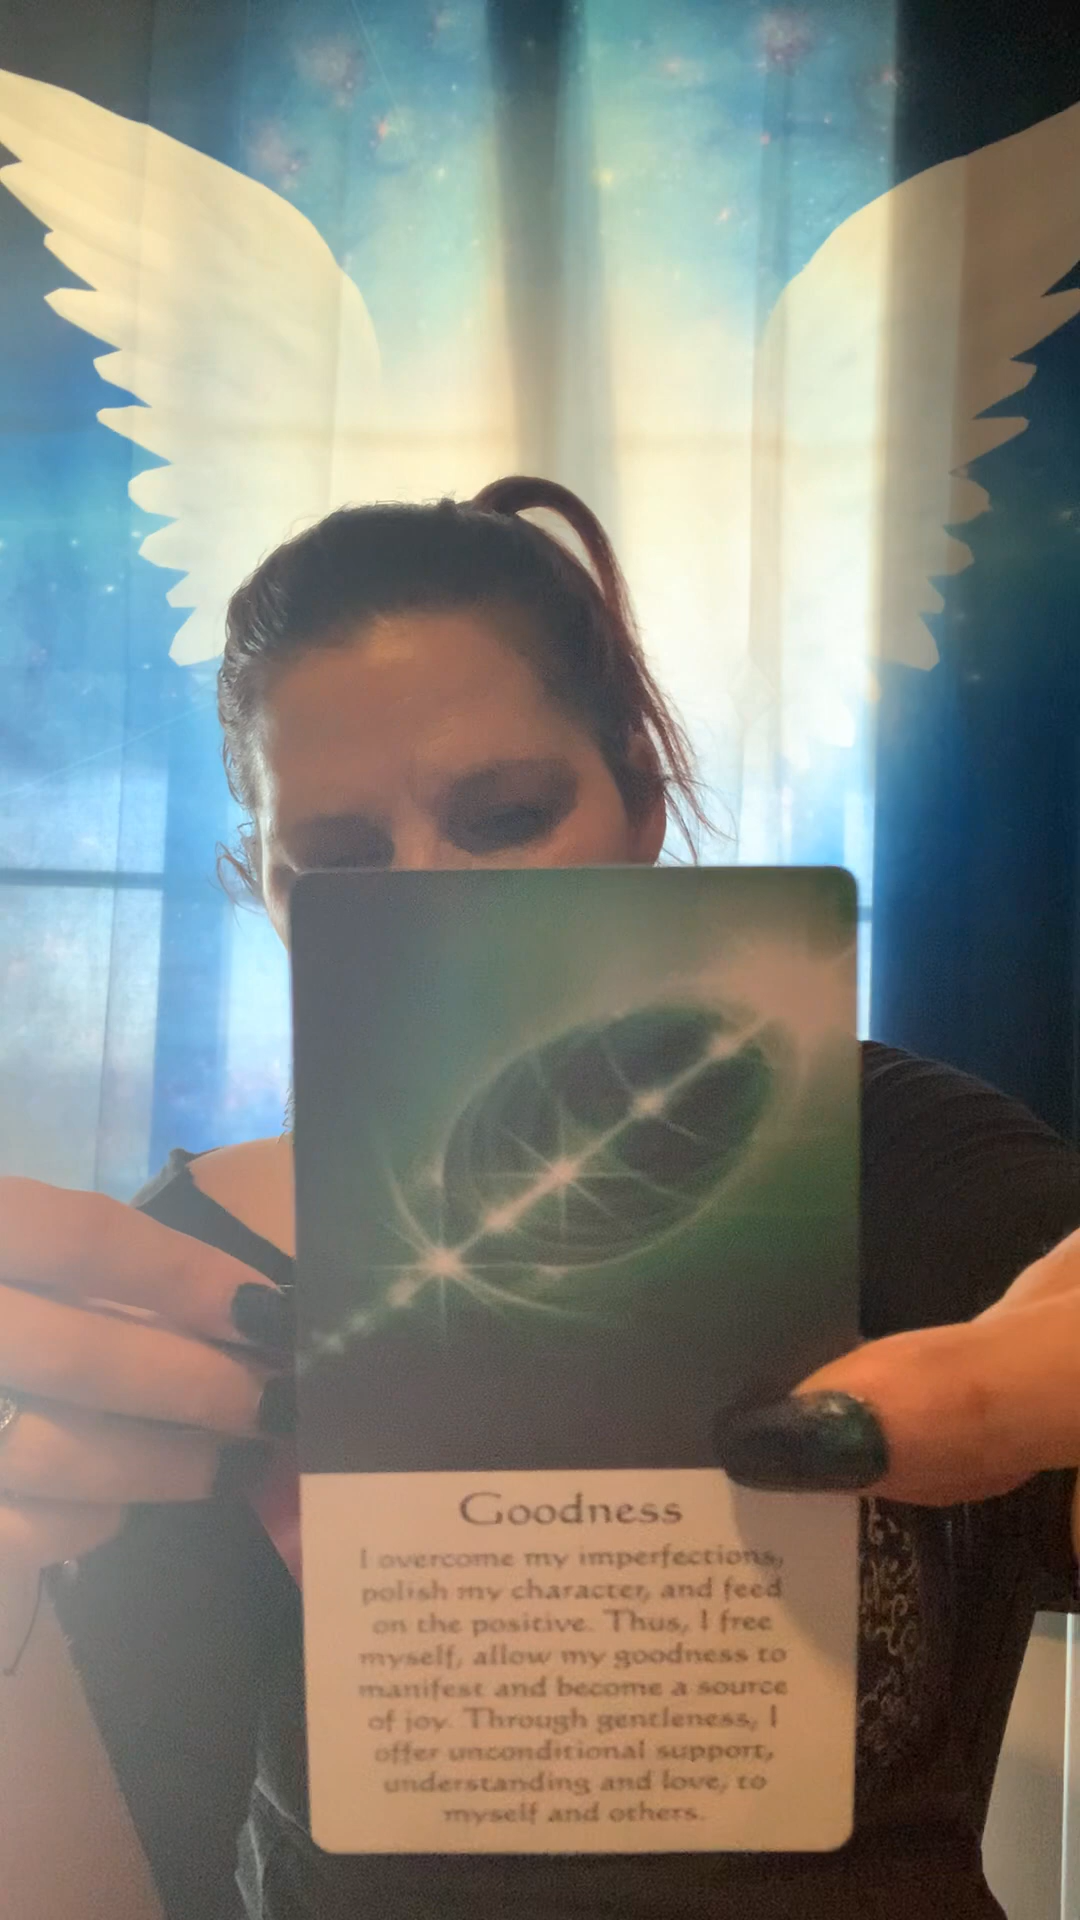 Goodness
I overcome my imperfections,
polish my character, and feed
on the positive. Thus, I free
myself, allow my goodness to
manifest and become a source
of joy. Through gentleness, I
offer unconditional support,
understanding and love, to
myself and others.